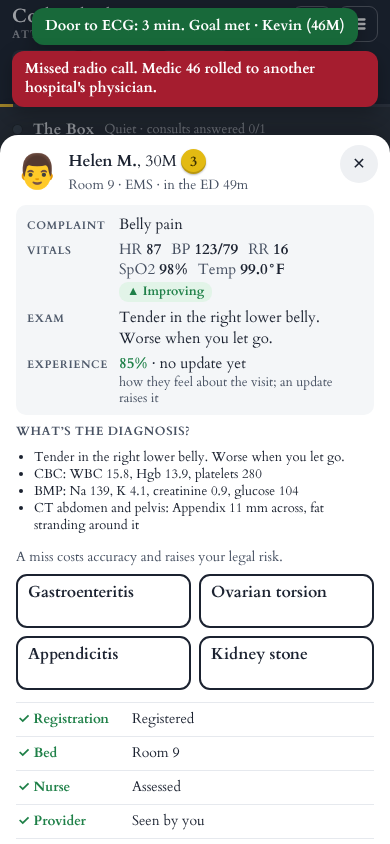 Door to ECG: 3 min. Goal met · Kevin (46M)
Missed radio call. Medic 46 rolled to another
hospital's physician.
The Box Quiet · consults answered 0/1
Helen M., 30M 3
Room 9 · EMS · in the ED 49m
✕
COMPLAINT Belly pain
VITALS HR 87 BP 123/79 RR 16
SpO2 98% Temp 99.0°F
▲ Improving
EXAM Tender in the right lower belly.
Worse when you let go.
EXPERIENCE 85% · no update yet
how they feel about the visit; an update
raises it
WHAT'S THE DIAGNOSIS?
• Tender in the right lower belly. Worse when you let go.
• CBC: WBC 15.8, Hgb 13.9, platelets 280
• BMP: Na 139, K 4.1, creatinine 0.9, glucose 104
• CT abdomen and pelvis: Appendix 11 mm across, fat
stranding around it
A miss costs accuracy and raises your legal risk.
Gastroenteritis Ovarian torsion
Appendicitis Kidney stone
✓ Registration Registered
✓ Bed Room 9
✓ Nurse Assessed
✓ Provider Seen by you